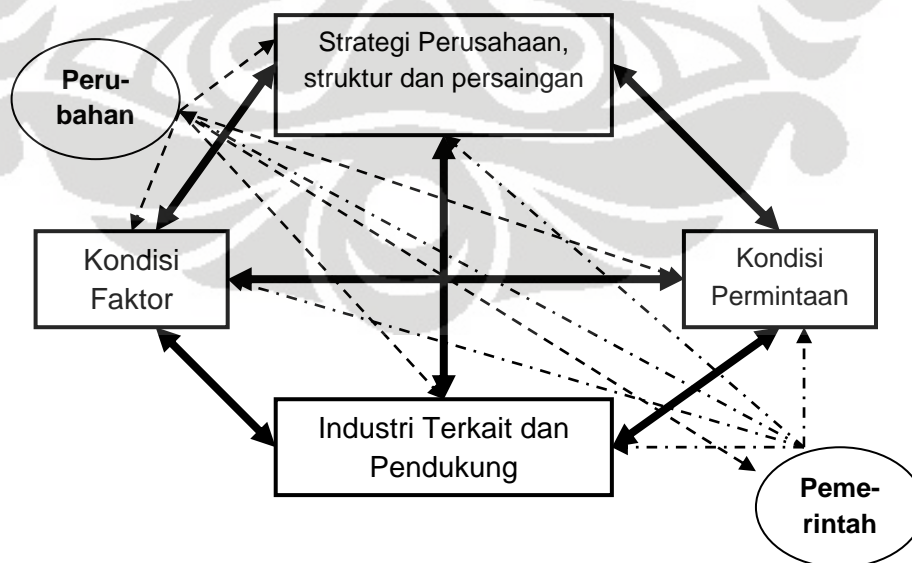 Strategi Perusahaan,
struktur dan persaingan
Peru-
bahan
Kondisi
Faktor
Kondisi
Permintaan
Industri Terkait dan
Pendukung
Peme-
rintah